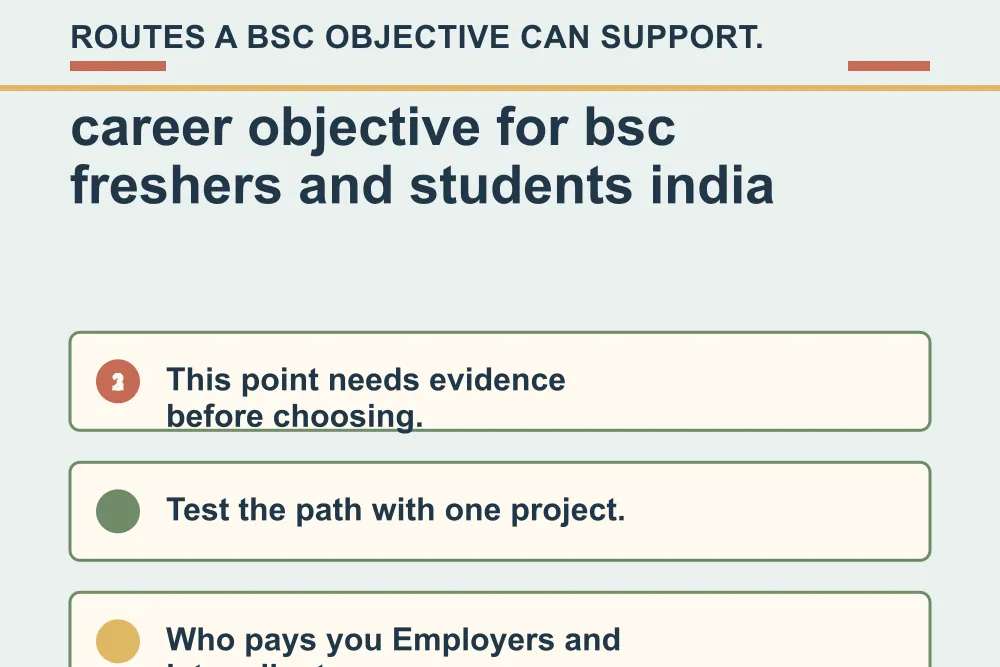 ROUTES A BSC OBJECTIVE CAN SUPPORT.
career objective for bsc
freshers and students india
This point needs evidence
before choosing.
Test the path with one project.
Who pays you Employers and